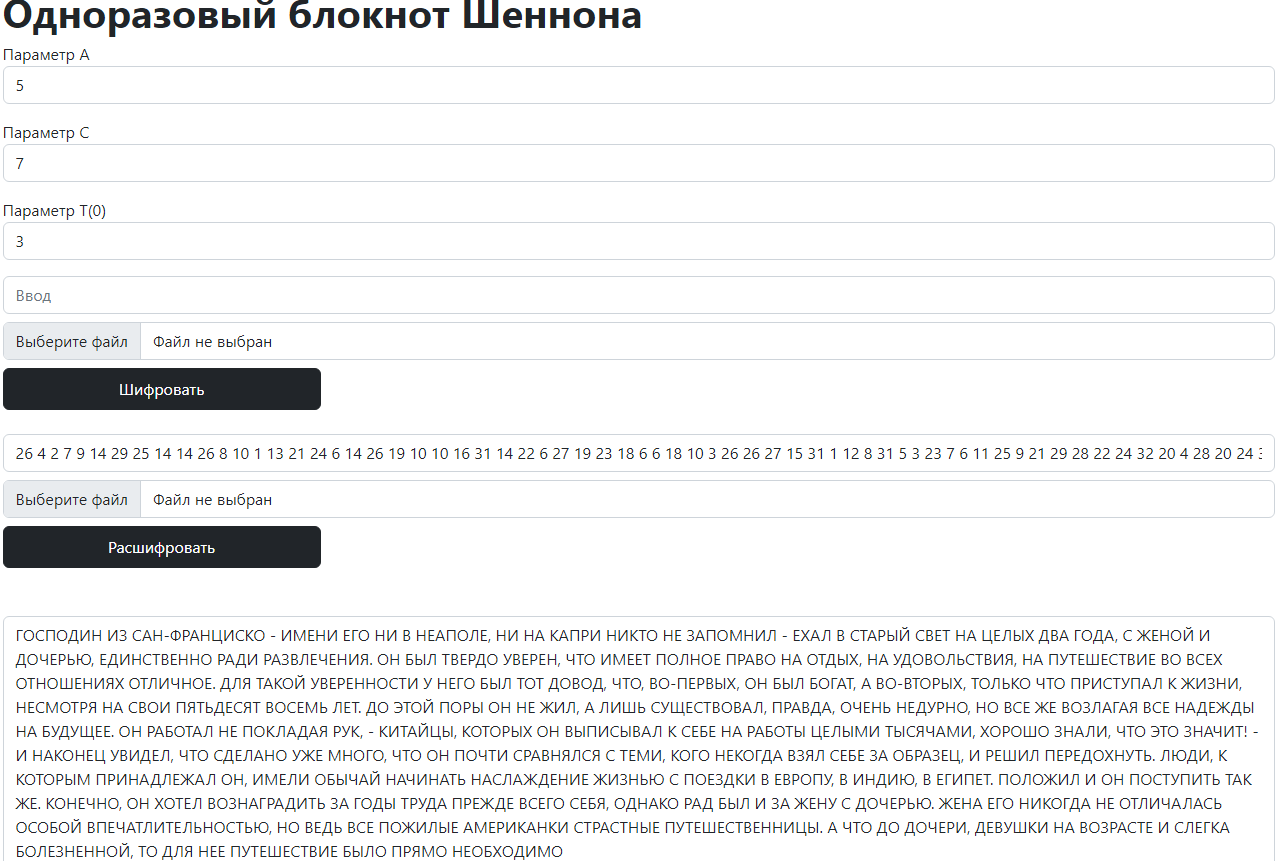 Одноразовый блокнот Шеннона
Параметр A
5
Параметр C
7
Параметр T(0)
3
Ввод
Выберите файл Файл не выбран
Шифровать
26 4 2 7 9 14 29 25 14 14 26 8 10 1 13 21 24 6 14 26 19 10 10 16 31 14 22 6 27 19 23 18 6 6 18 10 3 26 26 27 15 31 1 12 8 31 5 3 23 7 6 11 25 9 21 29 28 22 24 32 20 4 28 20 24
Выберите файл Файл не выбран
Расшифровать
ГОСПОДИН ИЗ САН-ФРАНЦИСКО - ИМЕНИ ЕГО НИ В НЕАПОЛЕ, НИ НА КАПРИ НИКТО НЕ ЗАПОМНИЛ - ЕХАЛ В СТАРЫЙ СВЕТ НА ЦЕЛЫХ ДВА ГОДА, С ЖЕНОЙ И
ДОЧЕРЬЮ, ЕДИНСТВЕННО РАДИ РАЗВЛЕЧЕНИЯ. ОН БЫЛ ТВЕРДО УВЕРЕН, ЧТО ИМЕЕТ ПОЛНОЕ ПРАВО НА ОТДЫХ, НА УДОВОЛЬСТВИЯ, НА ПУТЕШЕСТВИЕ ВО ВСЕХ
ОТНОШЕНИЯХ ОТЛИЧНОЕ. ДЛЯ ТАКОЙ УВЕРЕННОСТИ У НЕГО БЫЛ ТОТ ДОВОД, ЧТО, ВО-ПЕРВЫХ, ОН БЫЛ БОГАТ, А ВО-ВТОРЫХ, ТОЛЬКО ЧТО ПРИСТУПАЛ К ЖИЗНИ,
НЕСМОТРЯ НА СВОИ ПЯТЬДЕСЯТ ВОСЕМЬ ЛЕТ. ДО ЭТОЙ ПОРЫ ОН НЕ ЖИЛ, А ЛИШЬ СУЩЕСТВОВАЛ, ПРАВДА, ОЧЕНЬ НЕДУРНО, НО ВСЕ ЖЕ ВОЗЛАГАЯ ВСЕ НАДЕЖДЫ
НА БУДУЩЕЕ. ОН РАБОТАЛ НЕ ПОКЛАДАЯ РУК, - КИТАЙЦЫ, КОТОРЫХ ОН ВЫПИСЫВАЛ К СЕБЕ НА РАБОТЫ ЦЕЛЫМИ ТЫСЯЧАМИ, ХОРОШО ЗНАЛИ, ЧТО ЭТО ЗНАЧИТ! -
И НАКОНЕЦ УВИДЕЛ, ЧТО СДЕЛАНО УЖЕ МНОГО, ЧТО ОН ПОЧТИ СРАВНЯЛСЯ С ТЕМИ, КОГО НЕКОГДА ВЗЯЛ СЕБЕ ЗА ОБРАЗЕЦ, И РЕШИЛ ПЕРЕДОХНУТЬ. ЛЮДИ, К
КОТОРЫМ ПРИНАДЛЕЖАЛ ОН, ИМЕЛИ ОБЫЧАЙ НАЧИНАТЬ НАСЛАЖДЕНИЕ ЖИЗНЬЮ С ПОЕЗДКИ В ЕВРОПУ, В ИНДИЮ, В ЕГИПЕТ. ПОЛОЖИЛ И ОН ПОСТУПИТЬ ТАК
ЖЕ. КОНЕЧНО, ОН ХОТЕЛ ВОЗНАГРАДИТЬ ЗА ГОДЫ ТРУДА ПРЕЖДЕ ВСЕГО СЕБЯ, ОДНАКО РАД БЫЛ И ЗА ЖЕНУ С ДОЧЕРЬЮ. ЖЕНА ЕГО НИКОГДА НЕ ОТЛИЧАЛАСЬ
ОСОБОЙ ВПЕЧАТЛИТЕЛЬНОСТЬЮ, НО ВЕДЬ ВСЕ ПОЖИЛЫЕ АМЕРИКАНКИ СТРАСТНЫЕ ПУТЕШЕСТВЕННИЦЫ. А ЧТО ДО ДОЧЕРИ, ДЕВУШКИ НА ВОЗРАСТЕ И СЛЕГКА
БОЛЕЗНЕННОЙ, ТО ДЛЯ НЕЕ ПУТЕШЕСТВИЕ БЫЛО ПРЯМО НЕОБХОДИМО